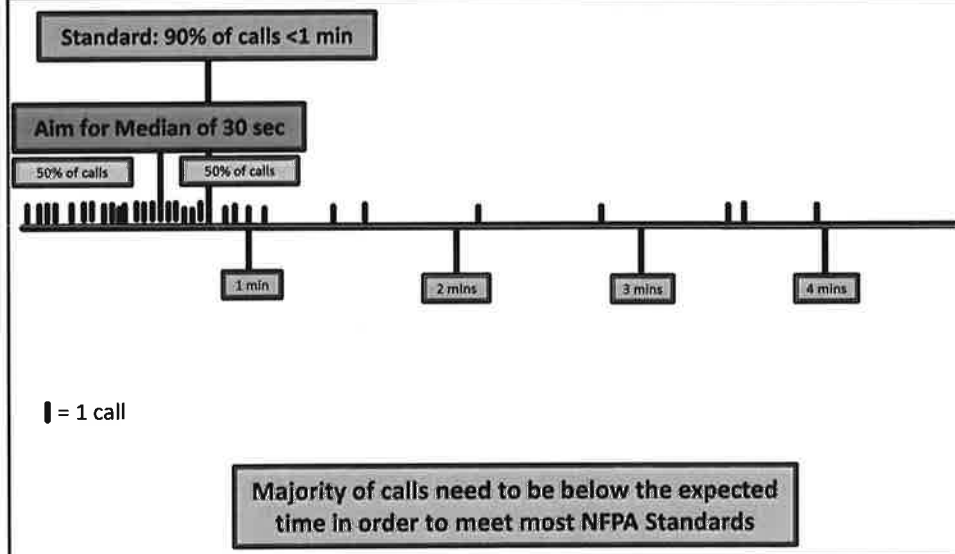 Standard: 90% of calls <1 min
Aim for Median of 30 sec
50% of calls
50% of calls
1 min
2 mins
3 mins
4 mins
= 1 call
Majority of calls need to be below the expected
time in order to meet most NFPA Standards